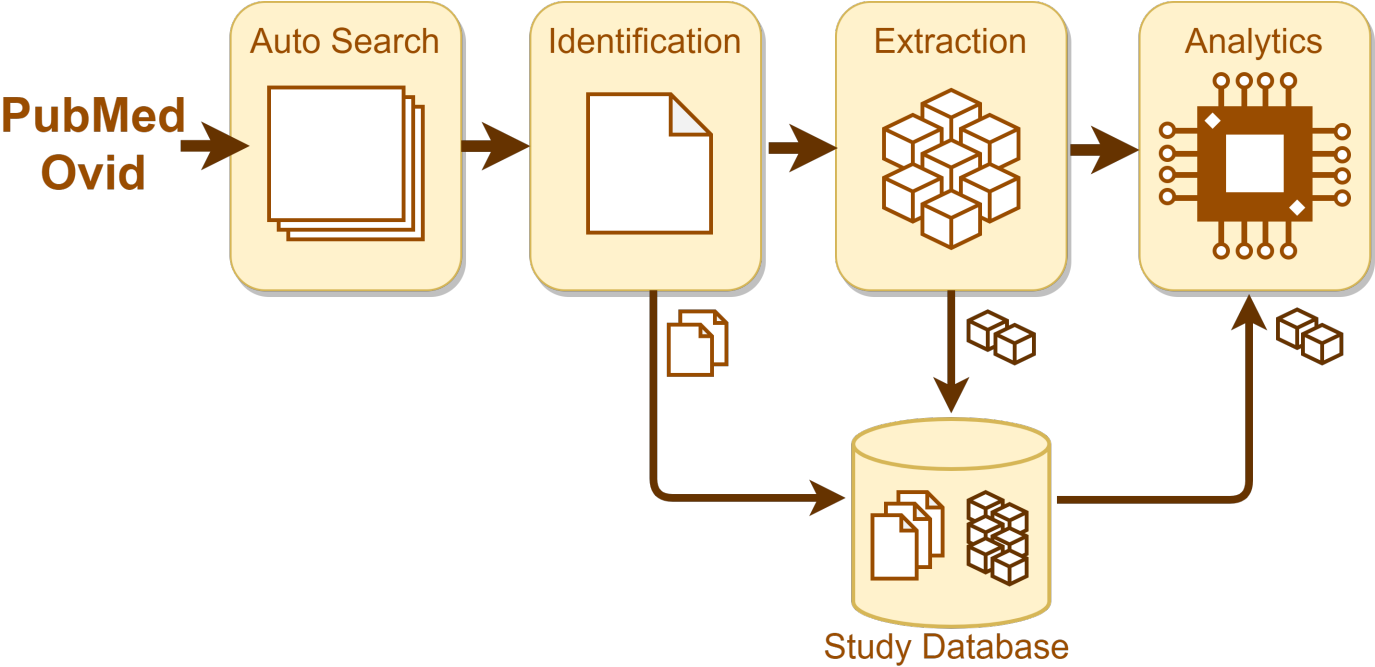 Auto Search
Identification
Extraction
Analytics
PubMed
Ovid
Study Database